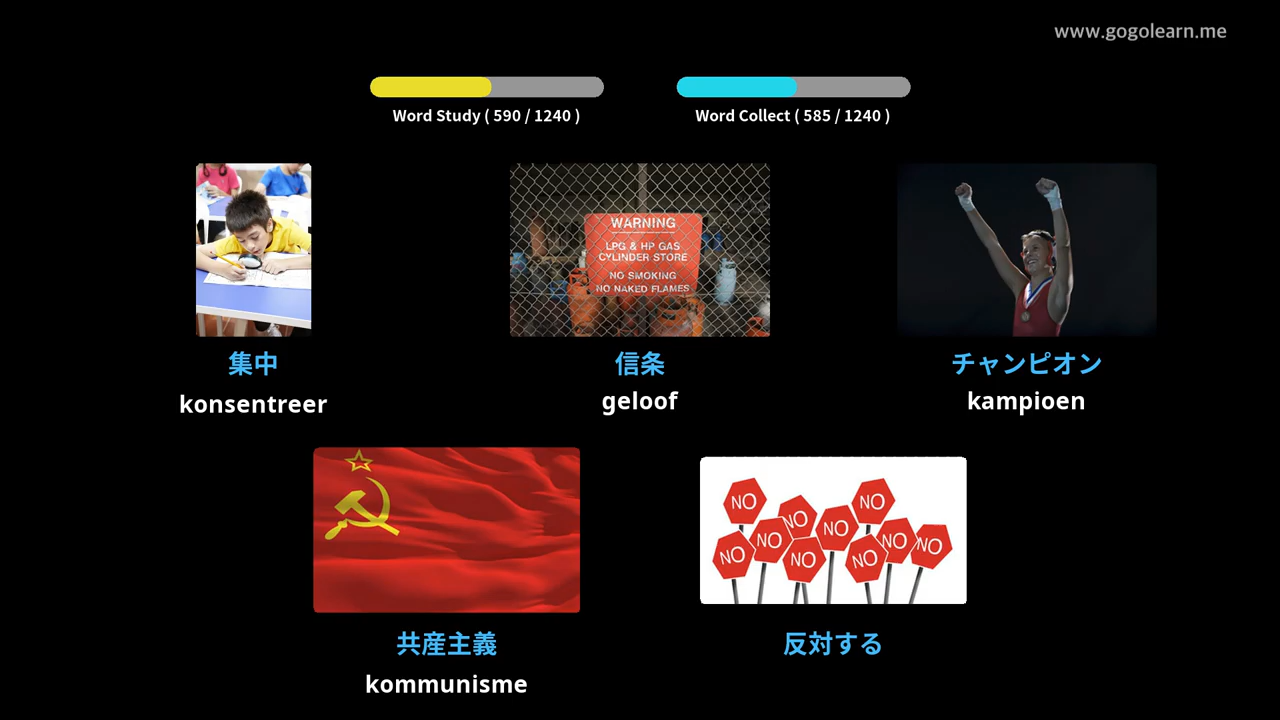 www.gogolearn.me
Word Study ( 590 / 1240 )
Word Collect ( 585 / 1240 )
WARNING
LPG & HP GAS
CYLINDER STORE
NO SMOKING
NO NAKED FLAMES
集中
信条
チャンピオン
konsentreer
geloof
kampioen
NO
NO
NO
NO
NO
NO
NO
NO
NO
NO
共産主義
反対する
kommunisme